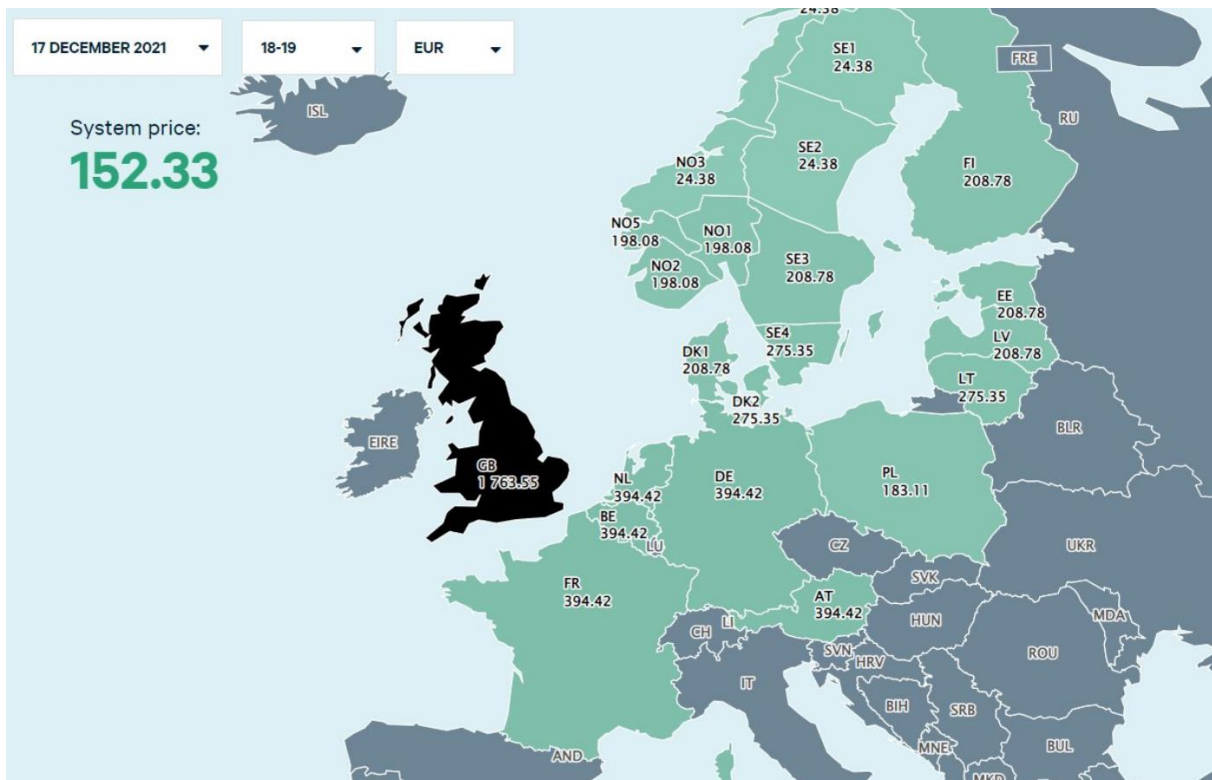 24.38
17 DECEMBER 2021
18-19
EUR
SE1
24.38
FRE
ISL
RU
System price:
152.33
SE2
24.38
NO3
24.38
FI
208.78
NO5
198.08
NO1
198.08
NO2
198.08
SE3
208.78
EE
208.78
SE4
275.35
LV
208.78
DK1
208.78
LT
275.35
DK2
275.35
BLR
EIRE
GB
1 763.55
NL
394.42
DE
394.42
PL
183.11
BE
394.42
LU
CZ
UKR
SVK
FR
394.42
AT
394.42
LI
CH
HUN
MDA
SVN
HRV
ROU
IT
BIH
SRB
MNE
BUL
AND
MKD